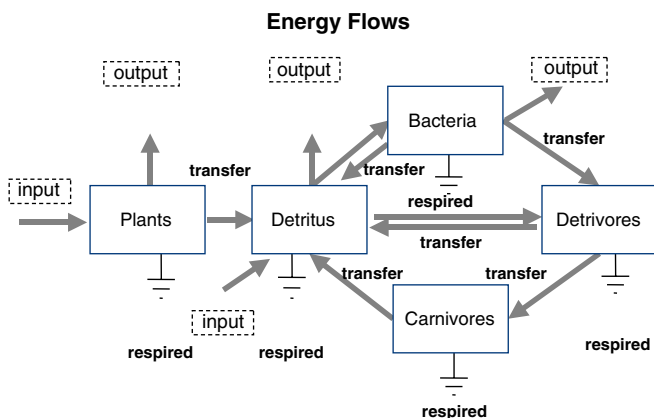 Energy Flows
output
output
output
Bacteria
transfer
transfer
transfer
input
respired
Plants
Detritus
Detrivores
transfer
transfer
transfer
input
Carnivores
respired
respired
respired
respired